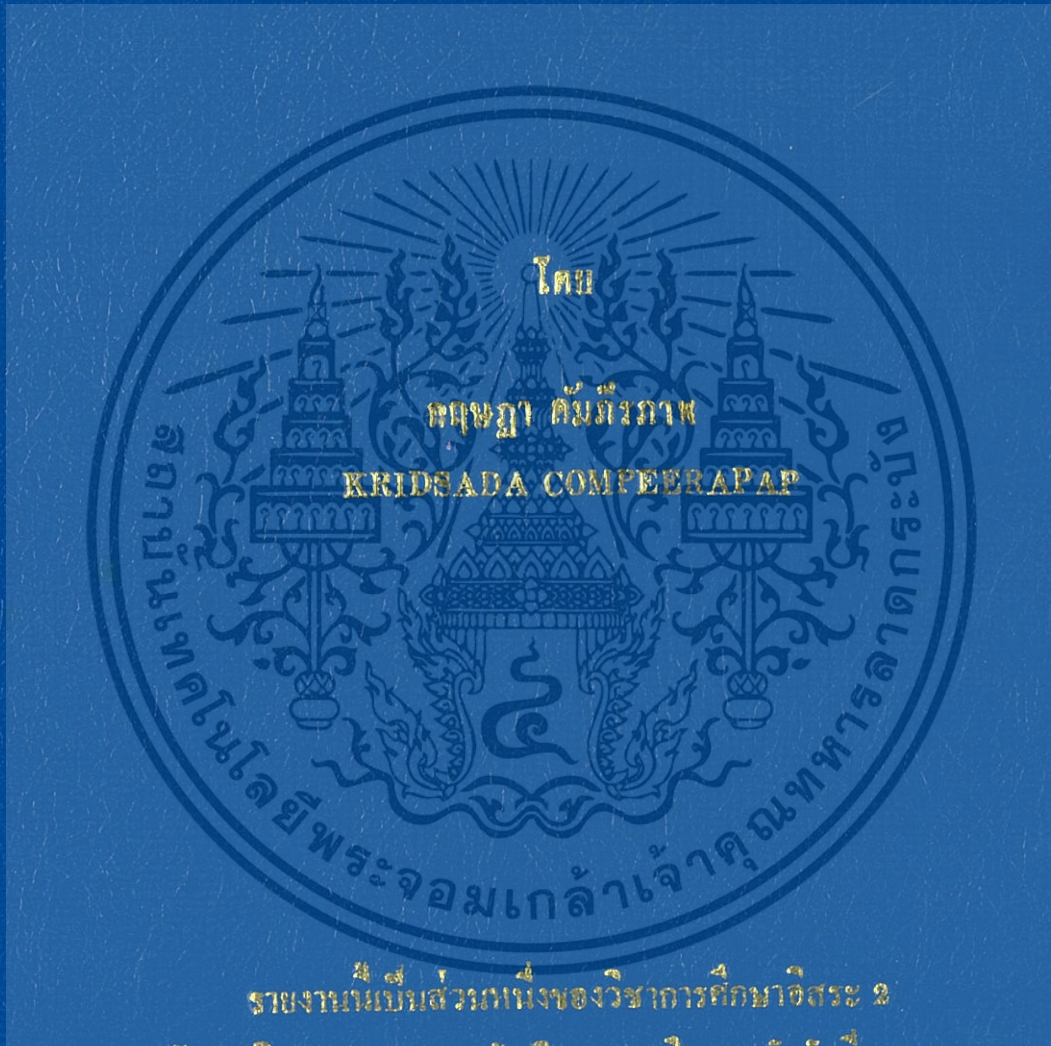 โดย
กฤษฎา คัมภีรภาพ
KRIDSADA COMPEERAPAP
สถาบันเทคโนโลยีพระจอมเกล้าเจ้าคุณทหารลาดกระบัง
รายงานนี้เป็นส่วนหนึ่งของวิชาการศึกษาอิสระ 2